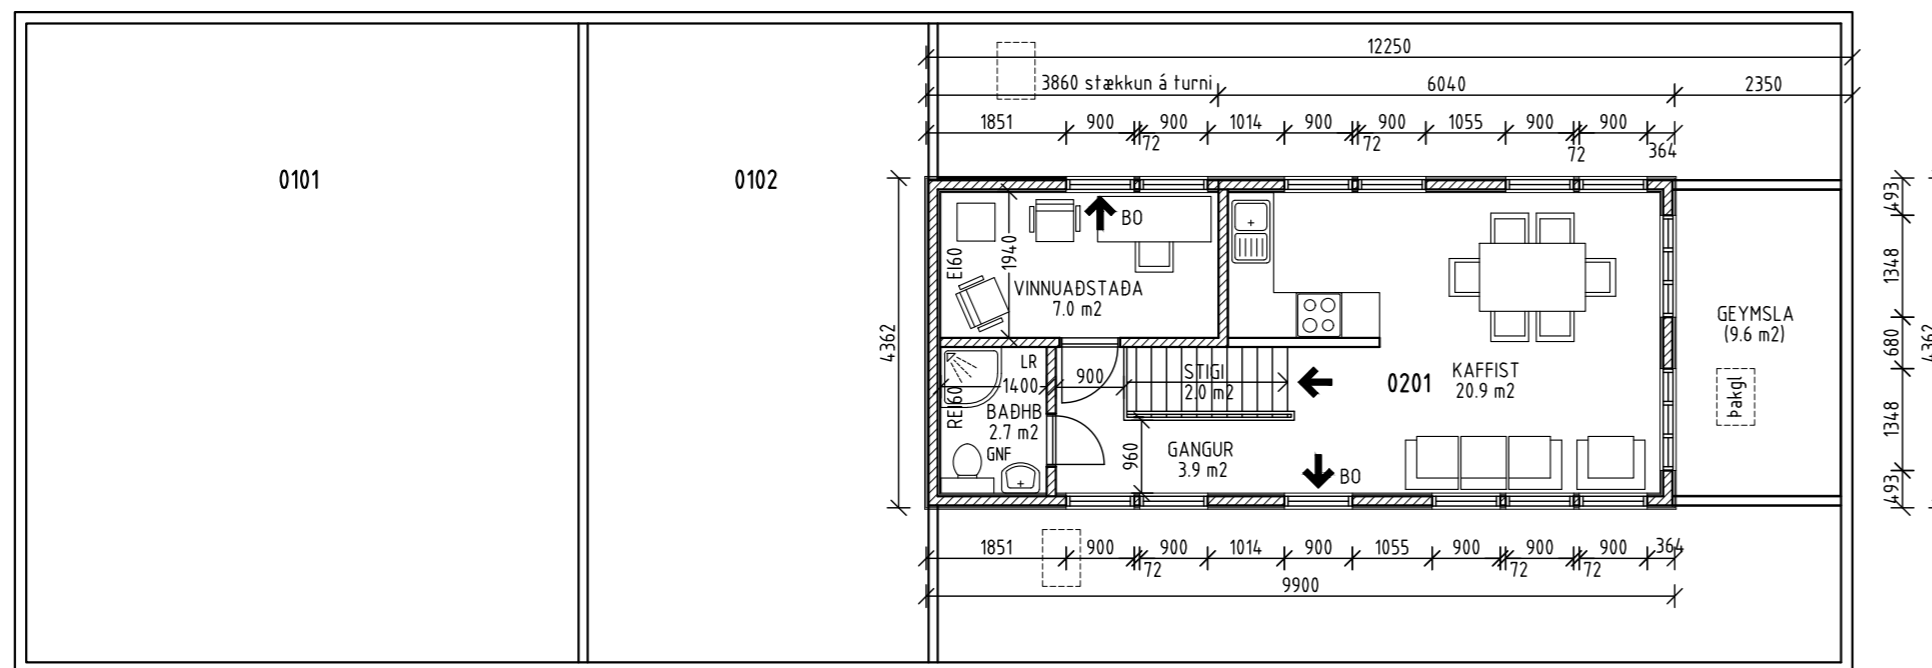 12250
3860 stækkun á turni
6040
2350
1851
900
900
1014
900
900
1055
900
900
72
72
72
364
0101
0102
BO
EI60
1940
VINNUAÐSTAÐA
7.0 m2
4362
493
1348
680
1348
493
4362
GEYMSLA
(9.6 m2)
Þakgl
LR
1400
900
STIGI
2.0 m2
0201
KAFFIST
20.9 m2
REI60
BAÐHB
2.7 m2
GNF
960
GANGUR
3.9 m2
BO
1851
900
900
1014
900
1055
900
900
900
364
72
72
72
9900